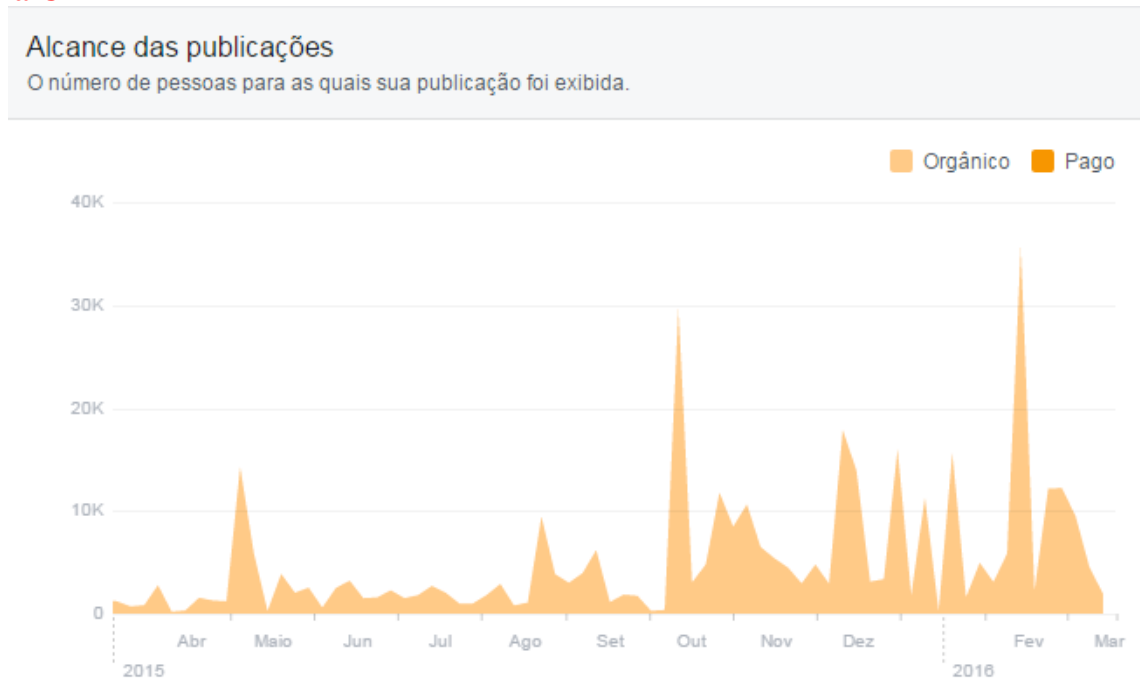 Alcance das publicações
O número de pessoas para as quais sua publicação foi exibida.
Orgânico Pago
40K
30K
20K
10K
0
Abr Maio Jun Jul Ago Set Out Nov Dez Fev Mar
2015 2016